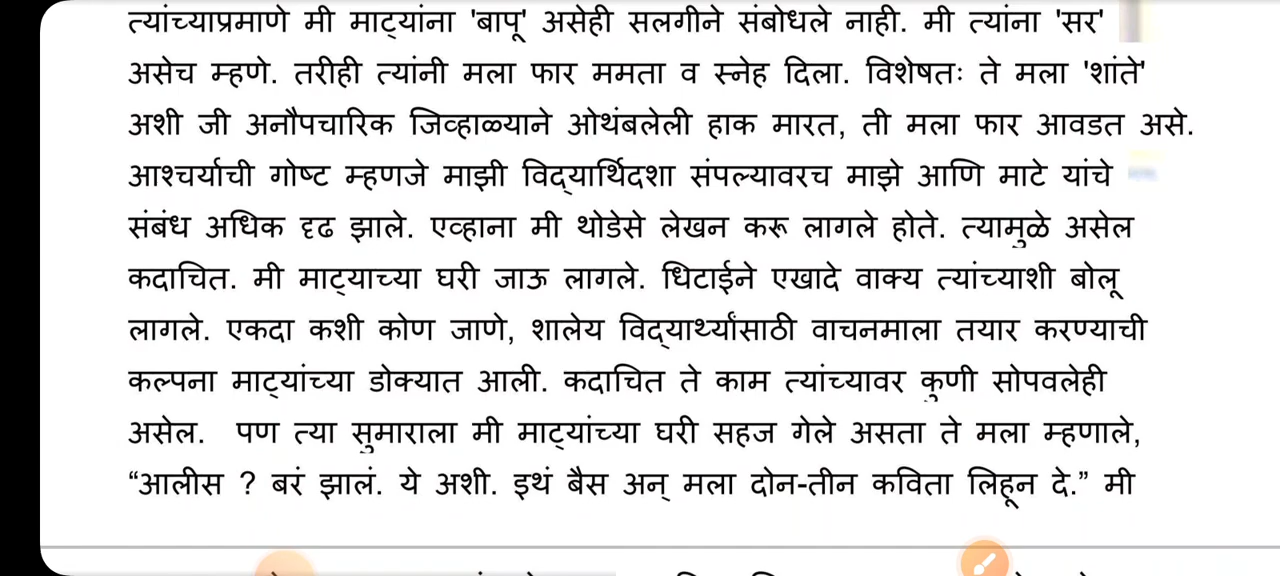 त्यांच्याप्रमाणे मी माट्यांना 'बापू' असेही सलगीने संबोधले नाही. मी त्यांना 'सर'
असेच म्हणे. तरीही त्यांनी मला फार ममता व स्नेह दिला. विशेषतः ते मला 'शांते'
अशी जी अनौपचारिक जिव्हाळ्याने ओथंबलेली हाक मारत, ती मला फार आवडत असे.
आश्चर्याची गोष्ट म्हणजे माझी विद्यार्थिदशा संपल्यावरच माझे आणि माटे यांचे
संबंध अधिक दृढ झाले. एव्हाना मी थोडेसे लेखन करू लागले होते. त्यामुळे असेल
कदाचित. मी माट्याच्या घरी जाऊ लागले. धिटाईने एखादे वाक्य त्यांच्याशी बोलू
लागले. एकदा कशी कोण जाणे, शालेय विद्यार्थ्यांसाठी वाचनमाला तयार करण्याची
कल्पना माट्यांच्या डोक्यात आली. कदाचित ते काम त्यांच्यावर कुणी सोपवलेही
असेल. पण त्या सुमाराला मी माट्यांच्या घरी सहज गेले असता ते मला म्हणाले,
“आलीस ? बरं झालं. ये अशी. इथं बैस अन् मला दोन-तीन कविता लिहून दे.” मी